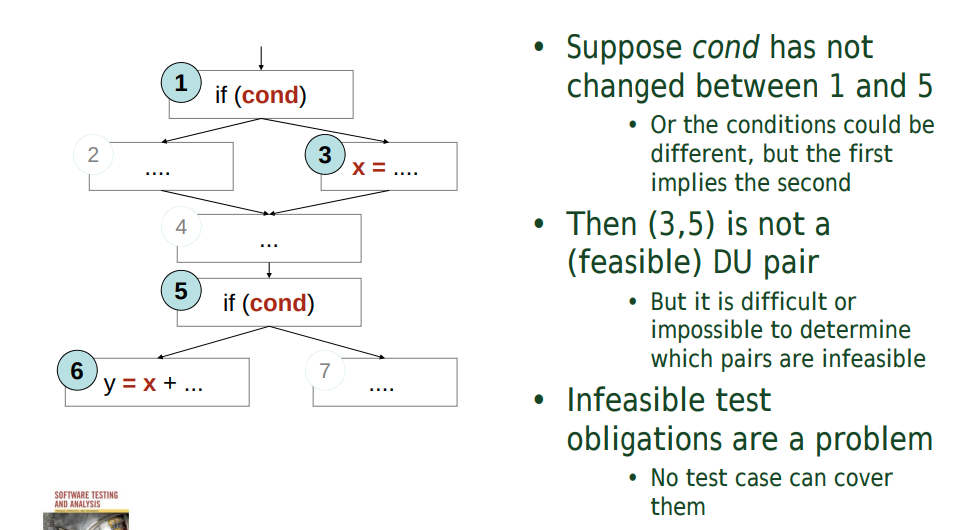 1
if (cond)
2
....
3
x = ....
4
...
5
if (cond)
6
y = x + ...
7
....
SOFTWARE TESTING
AND ANALYSIS
• Suppose cond has not
changed between 1 and 5
• Or the conditions could be
different, but the first
implies the second
• Then (3,5) is not a
(feasible) DU pair
• But it is difficult or
impossible to determine
which pairs are infeasible
• Infeasible test
obligations are a problem
• No test case can cover
them